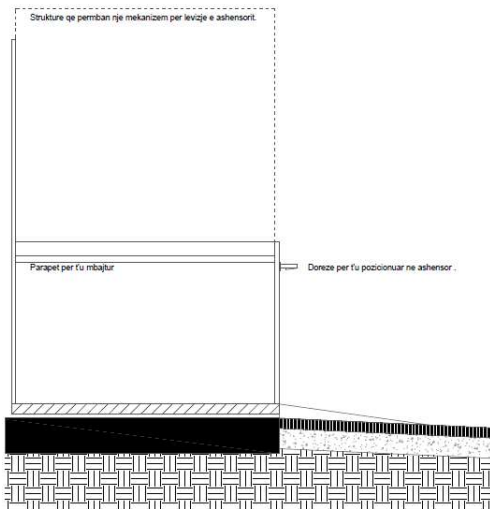 Strukture qe permban nje mekanizem per levizje e ashensorit.
Parapet per t'u mbajtur
Doreze per t'u pozicionuar ne ashensor .